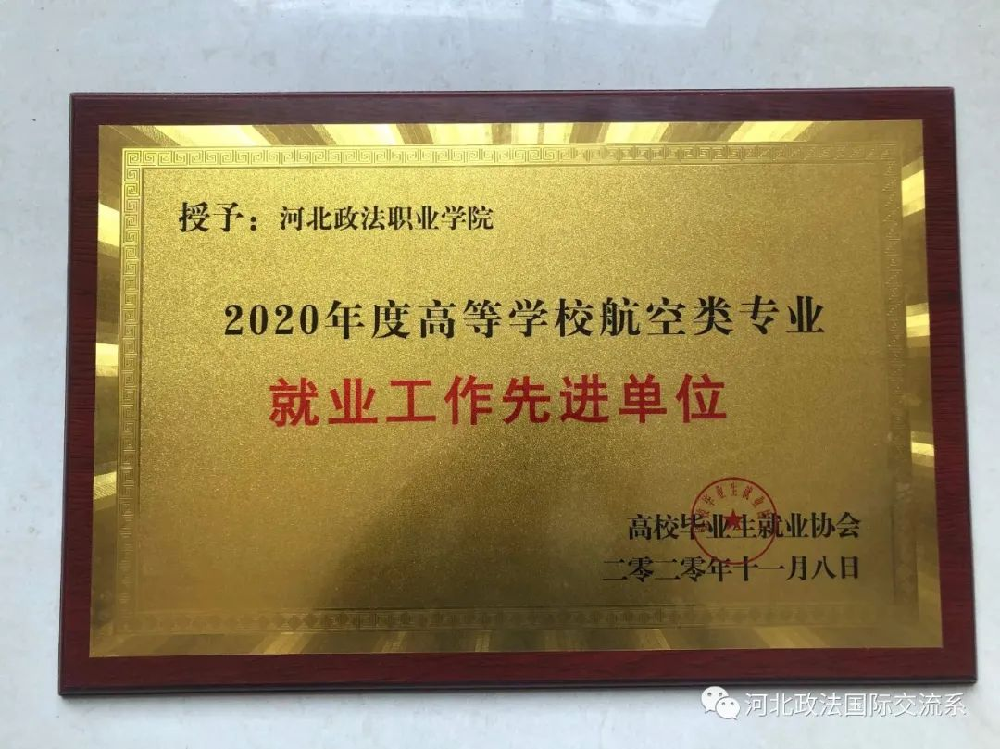 授予：河北政法职业学院
2020年度高等学校航空类专业
就业工作先进单位
高校毕业生就业协会
二零二零年十一月八日
河北政法国际交流系